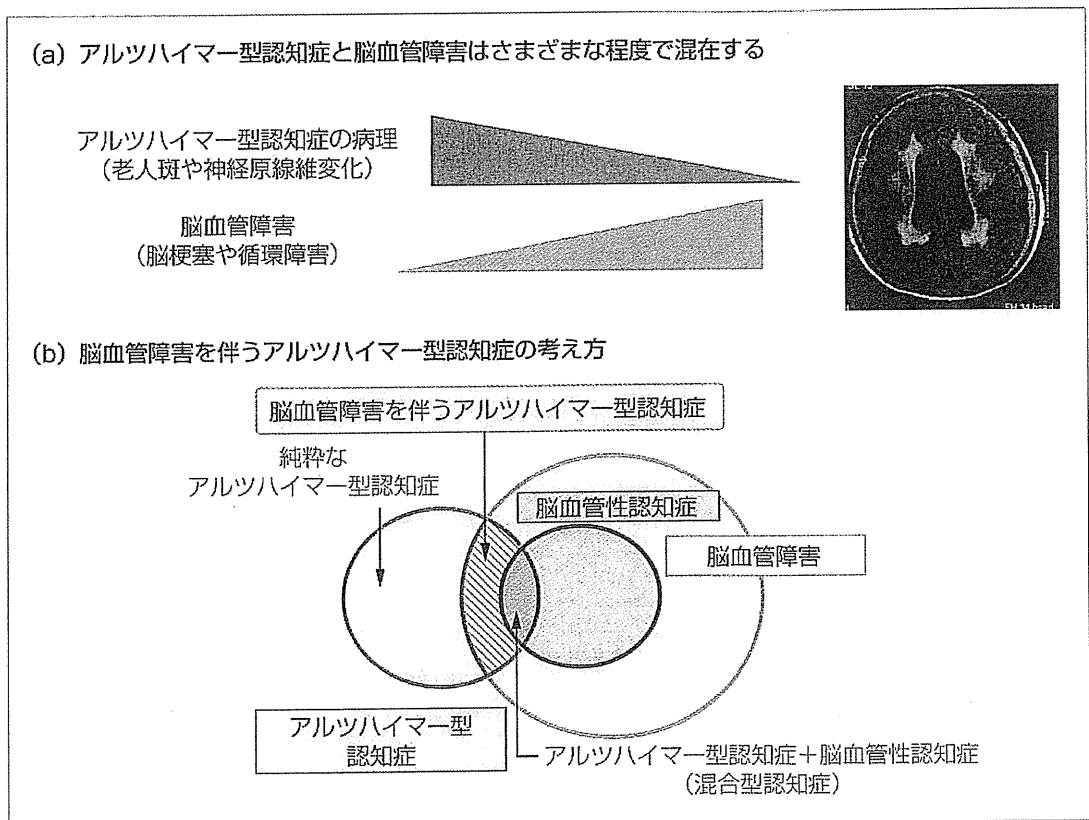 (a) アルツハイマー型認知症と脳血管障害はさまざまな程度で混在する
アルツハイマー型認知症の病理
(老人斑や神経原線維変化)
脳血管障害
(脳梗塞や循環障害)
(b) 脳血管障害を伴うアルツハイマー型認知症の考え方
脳血管障害を伴うアルツハイマー型認知症
純粋な
アルツハイマー型認知症
脳血管性認知症
脳血管障害
アルツハイマー型
認知症
アルツハイマー型認知症+脳血管性認知症
(混合型認知症)